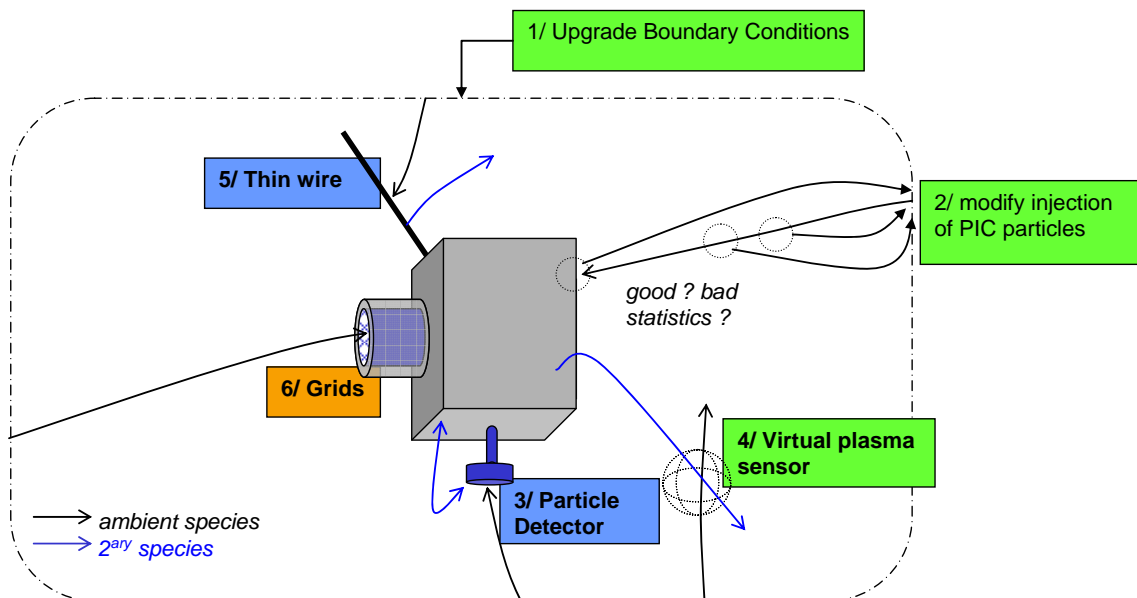 1/ Upgrade Boundary Conditions
5/ Thin wire
2/ modify injection
of PIC particles
good ? bad
statistics ?
6/ Grids
4/ Virtual plasma
sensor
3/ Particle
Detector
ambient species
2ary species